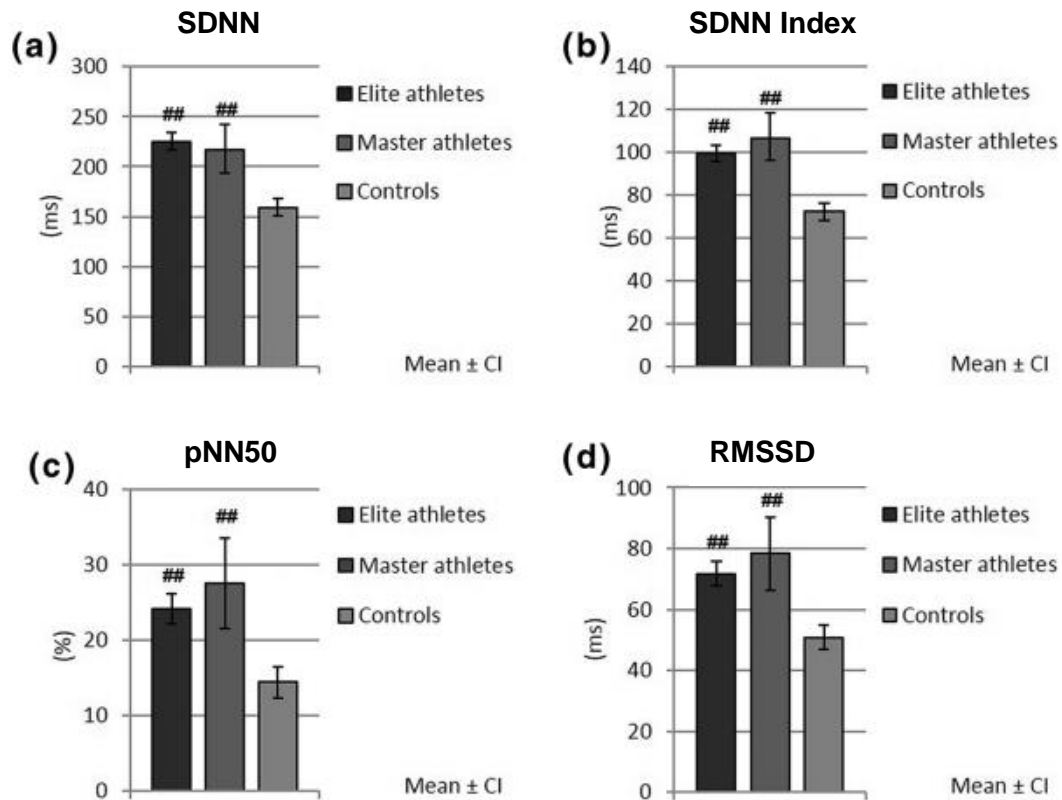 SDNN
(a)
300
250
200
150
100
50
0
(ms)
##
##
Elite athletes
Master athletes
Controls
Mean ± CI
SDNN Index
(b)
140
120
100
80
60
40
20
0
(ms)
##
##
Elite athletes
Master athletes
Controls
Mean ± CI
pNN50
(c)
40
30
20
10
0
(%)
##
##
Elite athletes
Master athletes
Controls
Mean ± CI
RMSSD
(d)
100
80
60
40
20
0
(ms)
##
##
Elite athletes
Master athletes
Controls
Mean ± CI